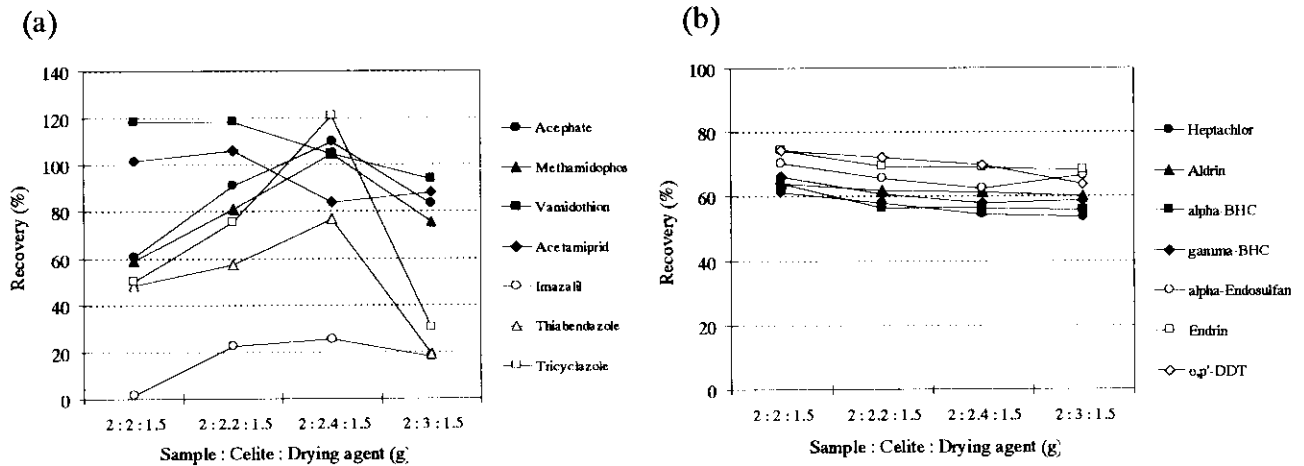 (a)
140
120
100
80
60
40
20
0
Recovery (%)
2 : 2 : 1.5
2 : 2.2 : 1.5
2 : 2.4 : 1.5
2 : 3 : 1.5
Sample : Celite : Drying agent (g)
Acephate
Methamidophos
Vamidothion
Acetamiprid
Imazalil
Thiabendazole
Tricyclazole
(b)
100
80
60
40
20
0
Recovery (%)
2 : 2 : 1.5
2 : 2.2 : 1.5
2 : 2.4 : 1.5
2 : 3 : 1.5
Sample : Celite : Drying agent (g)
Heptachlor
Aldrin
alpha-BHC
gamma-BHC
alpha-Endosulfan
Endrin
o,p'-DDT